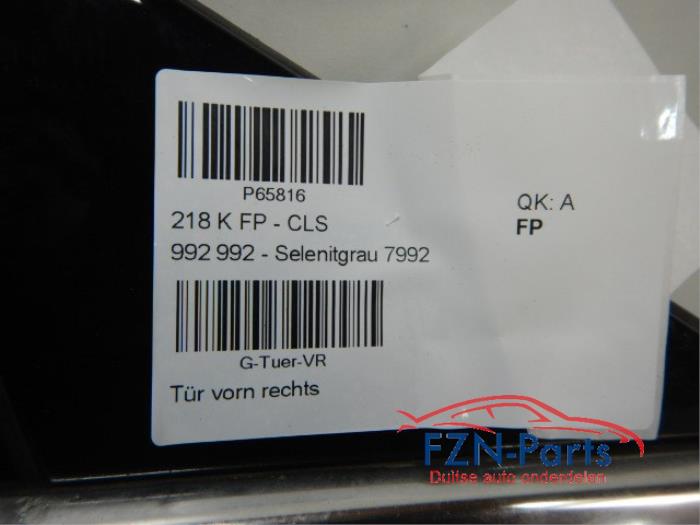 P65816
218 K FP - CLS
992 992 - Selenitgrau 7992
QK: A
FP
G-Tuer-VR
Tür vorn rechts
FZN-Parts
Duitse auto onderdelen